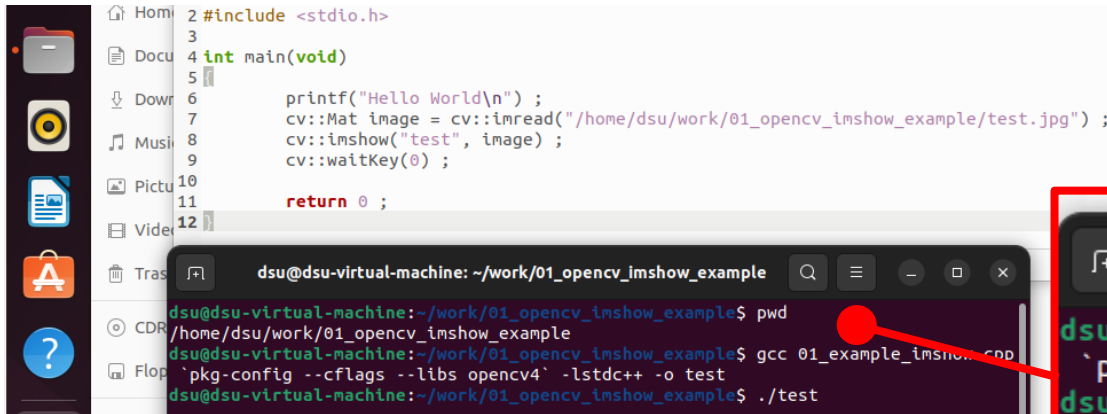 Hom
2 #include <stdio.h>
3
Docu
4 int main(void)
5 {
Down
6 printf("Hello World\n") ;
7 cv::Mat image = cv::imread("/home/dsu/work/01_opencv_imshow_example/test.jpg") ;
Musi
8 cv::imshow("test", image) ;
9 cv::waitKey(0) ;
Pictu
10
11 return 0 ;
Vide
12 }
Tras
dsu@dsu-virtual-machine: ~/work/01_opencv_imshow_example
dsu@dsu-virtual-machine:~/work/01_opencv_imshow_example$ pwd
CDR
/home/dsu/work/01_opencv_imshow_example
dsu@dsu-virtual-machine:~/work/01_opencv_imshow_example$ gcc 01_example_imshow.cpp
Flop
`pkg-config --cflags --libs opencv4` -lstdc++ -o test
dsu@dsu-virtual-machine:~/work/01_opencv_imshow_example$ ./test
dsu
`p
dsu